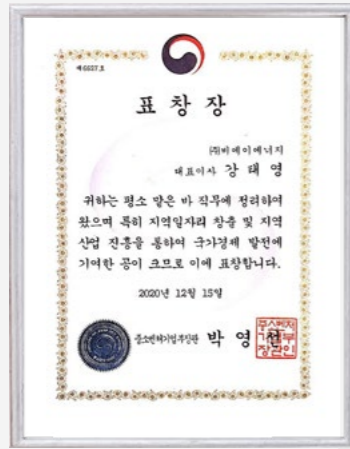 제 6637 호
표 창 장
㈜비에이에너지
대표이사 강 태 영
귀하는 평소 맡은 바 직무에 정려하여
왔으며 특히 지역일자리 창출 및 지역
산업 진흥을 통하여 국가경제 발전에
기여한 공이 크므로 이에 표창합니다.
2020년 12월 15일
중소벤처기업부장관 박 영 선